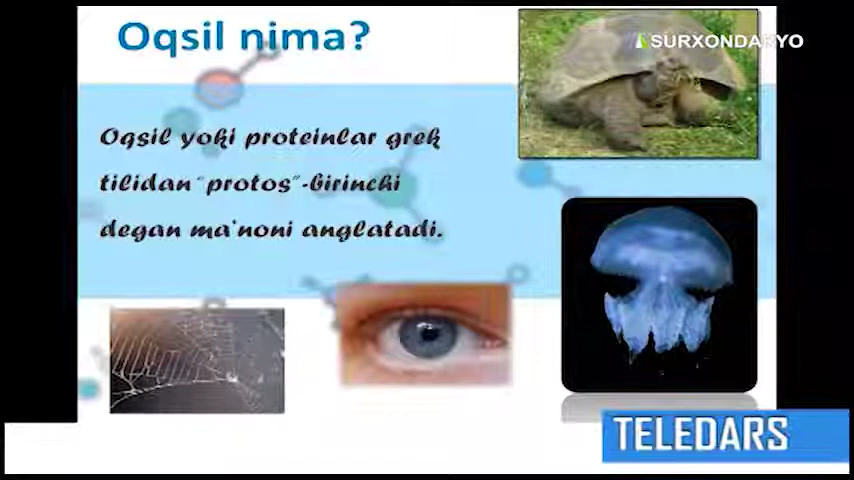 Oqsil nima?
SURXONDARYO
Oqsil yoki proteinlar grek
tilidan “protos”-birinchi
degan ma'noni anglatadi.
TELEDARS